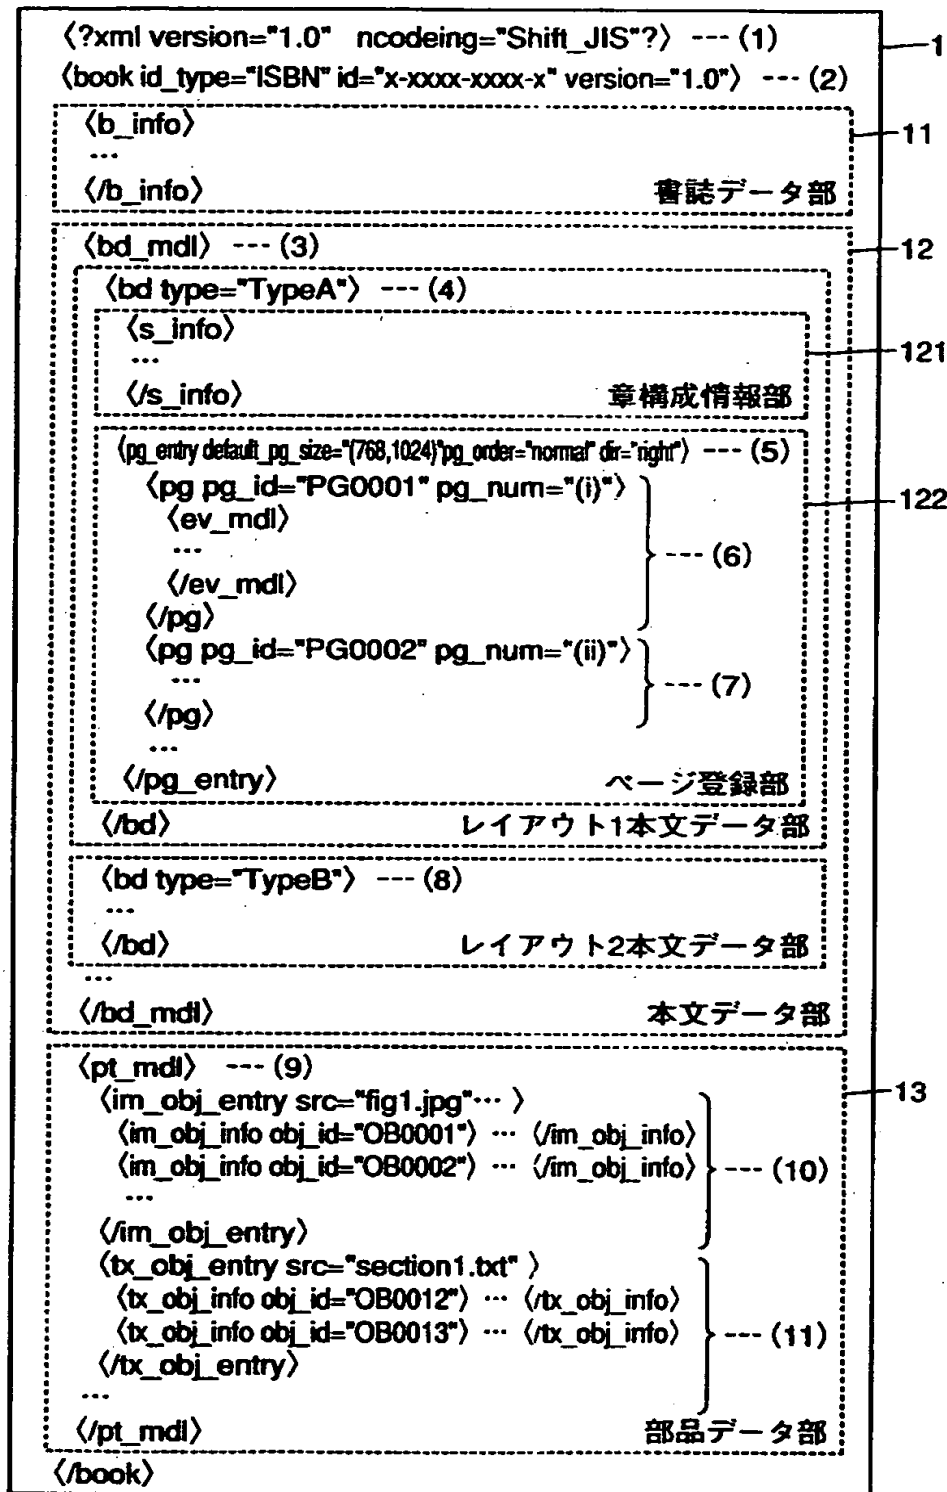 〈?xml version="1.0" ncodeing="Shift_JIS"?〉 --- (1)
1
〈book id_type="ISBN" id="x-xxxx-xxxx-x" version="1.0"〉 --- (2)
〈b_info〉
11
...
〈/b_info〉 書誌データ部
〈bd_mdl〉 --- (3)
12
〈bd type="TypeA"〉 --- (4)
〈s_info〉
121
...
〈/s_info〉 章構成情報部
〈pg_entry default_pg_size="(768,1024)"pg_order="normal" dir="right"〉 --- (5)
〈pg pg_id="PG0001" pg_num="(i)"〉
122
〈ev_mdl〉
...
--- (6)
〈/ev_mdl〉
〈/pg〉
〈pg pg_id="PG0002" pg_num="(ii)"〉
...
--- (7)
〈/pg〉
...
〈/pg_entry〉 ページ登録部
〈/bd〉 レイアウト1本文データ部
〈bd type="TypeB"〉 --- (8)
...
〈/bd〉 レイアウト2本文データ部
...
〈/bd_mdl〉 本文データ部
〈pt_mdl〉 --- (9)
13
〈im_obj_entry src="fig1.jpg"... 〉
〈im_obj_info obj_id="OB0001"〉 ... 〈/im_obj_info〉
〈im_obj_info obj_id="OB0002"〉 ... 〈/im_obj_info〉
--- (10)
...
〈/im_obj_entry〉
〈tx_obj_entry src="section1.txt" 〉
〈tx_obj_info obj_id="OB0012"〉 ... 〈/tx_obj_info〉
〈tx_obj_info obj_id="OB0013"〉 ... 〈/tx_obj_info〉
--- (11)
〈/tx_obj_entry〉
...
〈/pt_mdl〉 部品データ部
〈/book〉